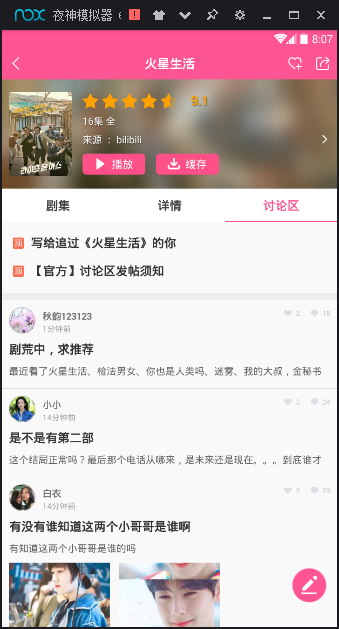 nox 夜神模拟器 6
8:07
火星生活
9.1
16集 全
来源 : bilibili
播放 缓存
라이프 온 마스
剧集 详情 讨论区
顶 写给追过《火星生活》的你
顶 【官方】讨论区发帖须知
秋韵123123 2 18
1分钟前
剧荒中，求推荐
最近看了火星生活、检法男女、你也是人类吗、迷雾、我的大叔，金秘书
小小 3 24
14分钟前
是不是有第二部
这个结局正常吗？最后那个电话从哪来，是未来还是现在。。。到底谁才
白衣 3 29
14分钟前
有没有谁知道这两个小哥哥是谁啊
有知道这两个小哥哥是谁的吗